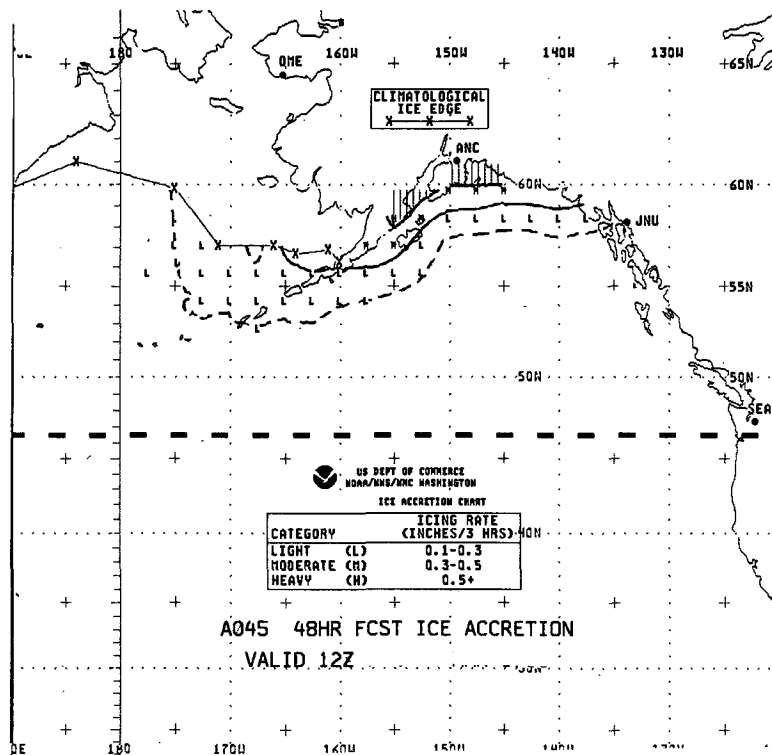 180 160W 150W 140W 130W
OME 65N
CLIMATOLOGICAL
ICE EDGE
X X X
ANC
60N 60N
JNU
55N 55N
50N 50N
SEA
US DEPT OF COMMERCE
NOAA/NWS/NMC WASHINGTON
ICE ACCRETION CHART
CATEGORY ICING RATE
(INCHES/3 HRS)
40N
LIGHT (L) 0.1-0.3
MODERATE (M) 0.3-0.5
HEAVY (H) 0.5+
A045 48HR FCST ICE ACCRETION
VALID 12Z
180 170W 160W 150W 140W